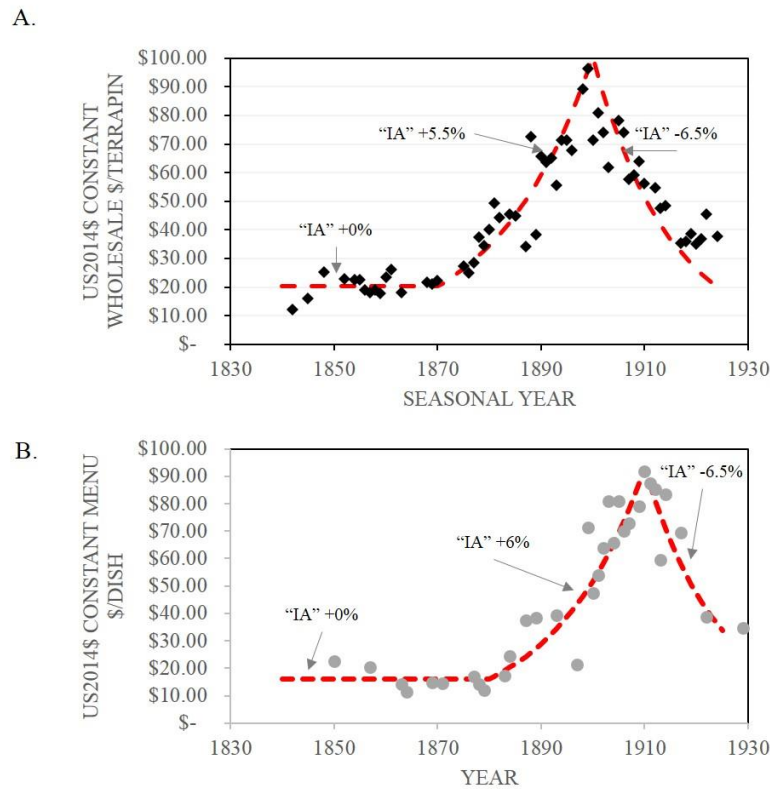 A.
US2014$ CONSTANT
WHOLESALE $/TERRAPIN
$100.00
$90.00
$80.00
$70.00
$60.00
$50.00
$40.00
$30.00
$20.00
$10.00
$-
"IA" +5.5%
"IA" -6.5%
"IA" +0%
1830
1850
1870
1890
1910
1930
SEASONAL YEAR
B.
US2014$ CONSTANT MENU
$/DISH
$100.00
$90.00
$80.00
$70.00
$60.00
$50.00
$40.00
$30.00
$20.00
$10.00
$-
"IA" -6.5%
"IA" +6%
"IA" +0%
1830
1850
1870
1890
1910
1930
YEAR